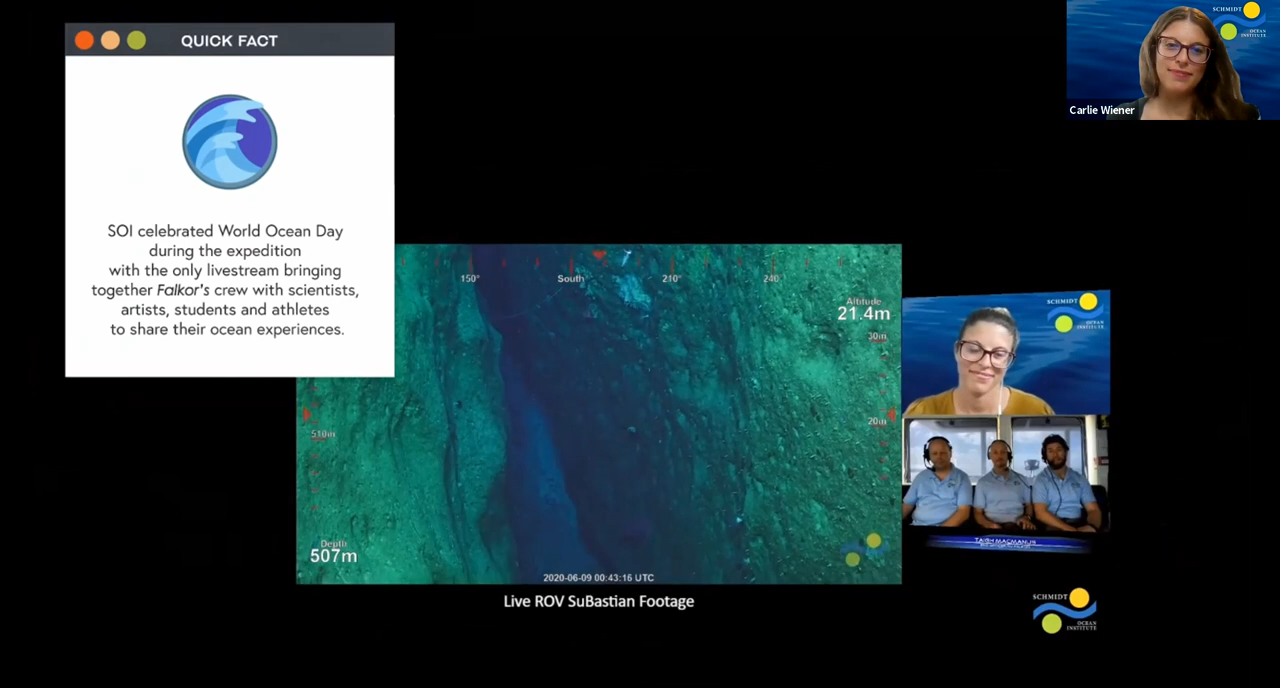 QUICK FACT
SOI celebrated World Ocean Day
during the expedition
with the only livestream bringing
together Falkor's crew with scientists,
artists, students and athletes
to share their ocean experiences.
SCHMIDT
OCEAN
INSTITUTE
Carlie Wiener
150°
South
210°
240°
Altitude
21.4m
30m
20m
510m
Depth
507m
2020-06-09 00:43:16 UTC
Live ROV SuBastian Footage
SCHMIDT
OCEAN
INSTITUTE
SCHMIDT
OCEAN
INSTITUTE